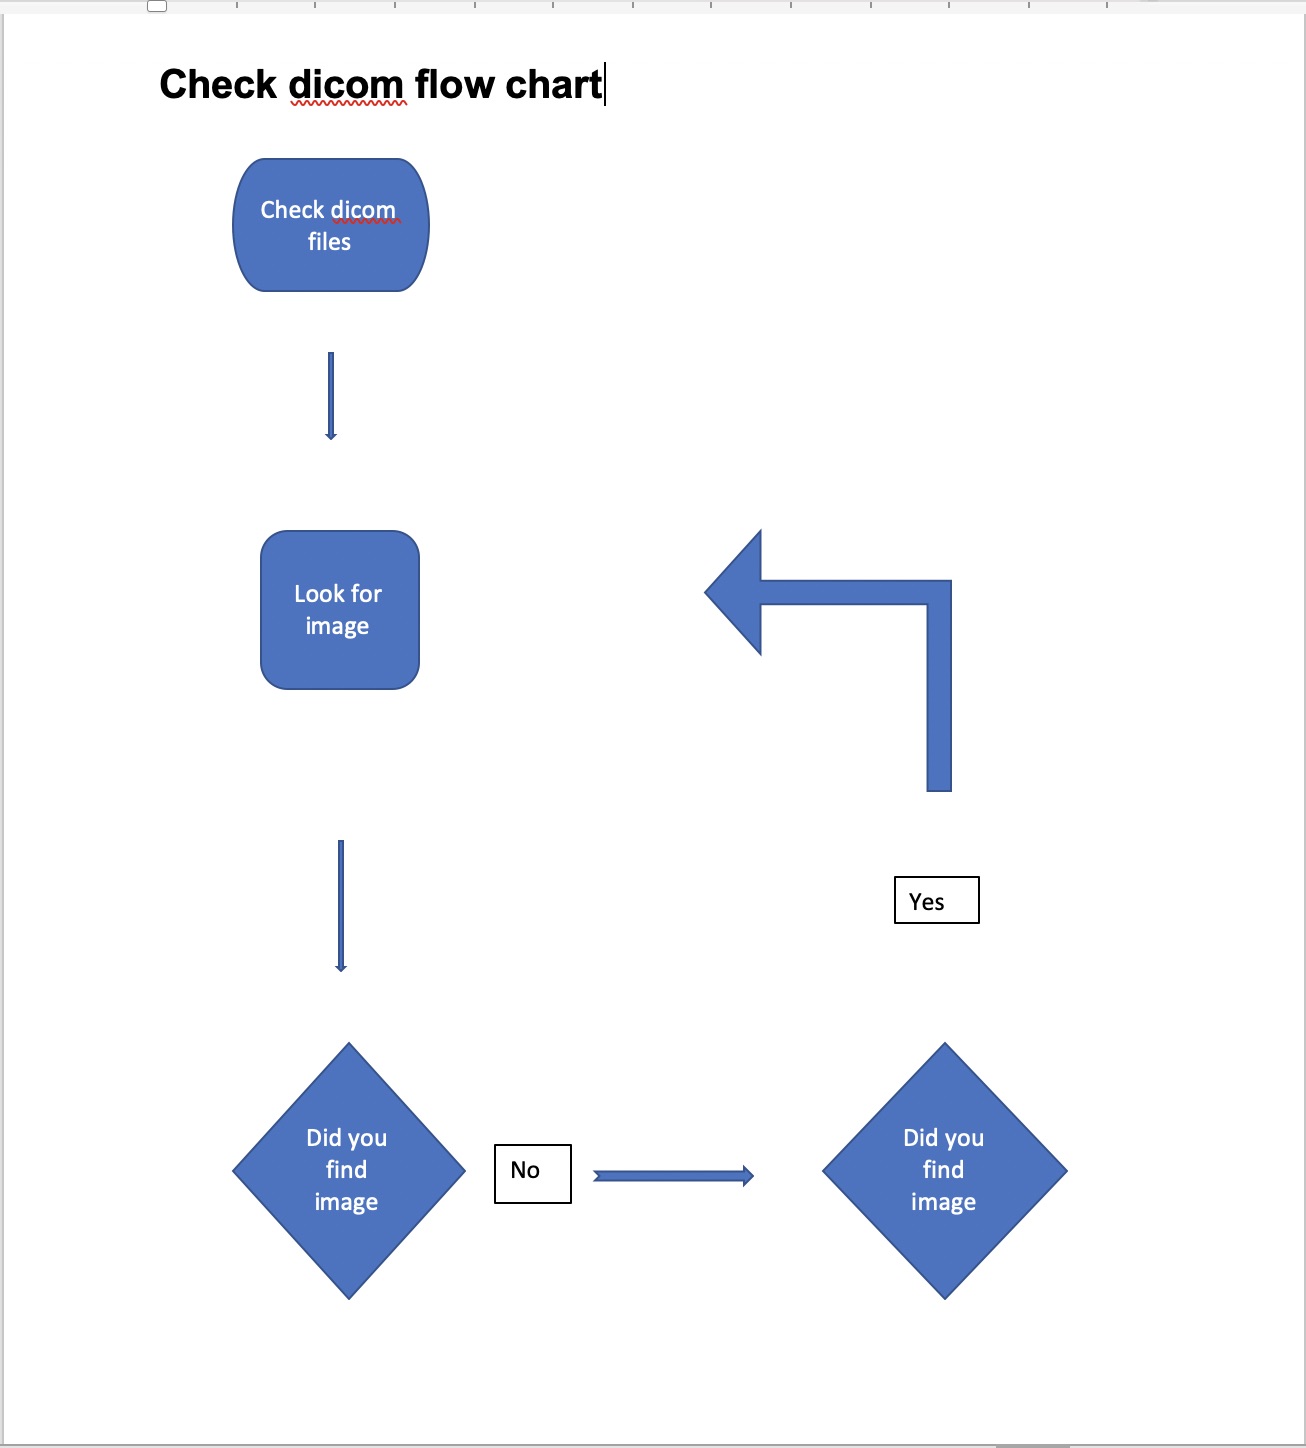 Check dicom flow chart
Check dicom
files
Look for
image
Yes
Did you
find
image
No
Did you
find
image